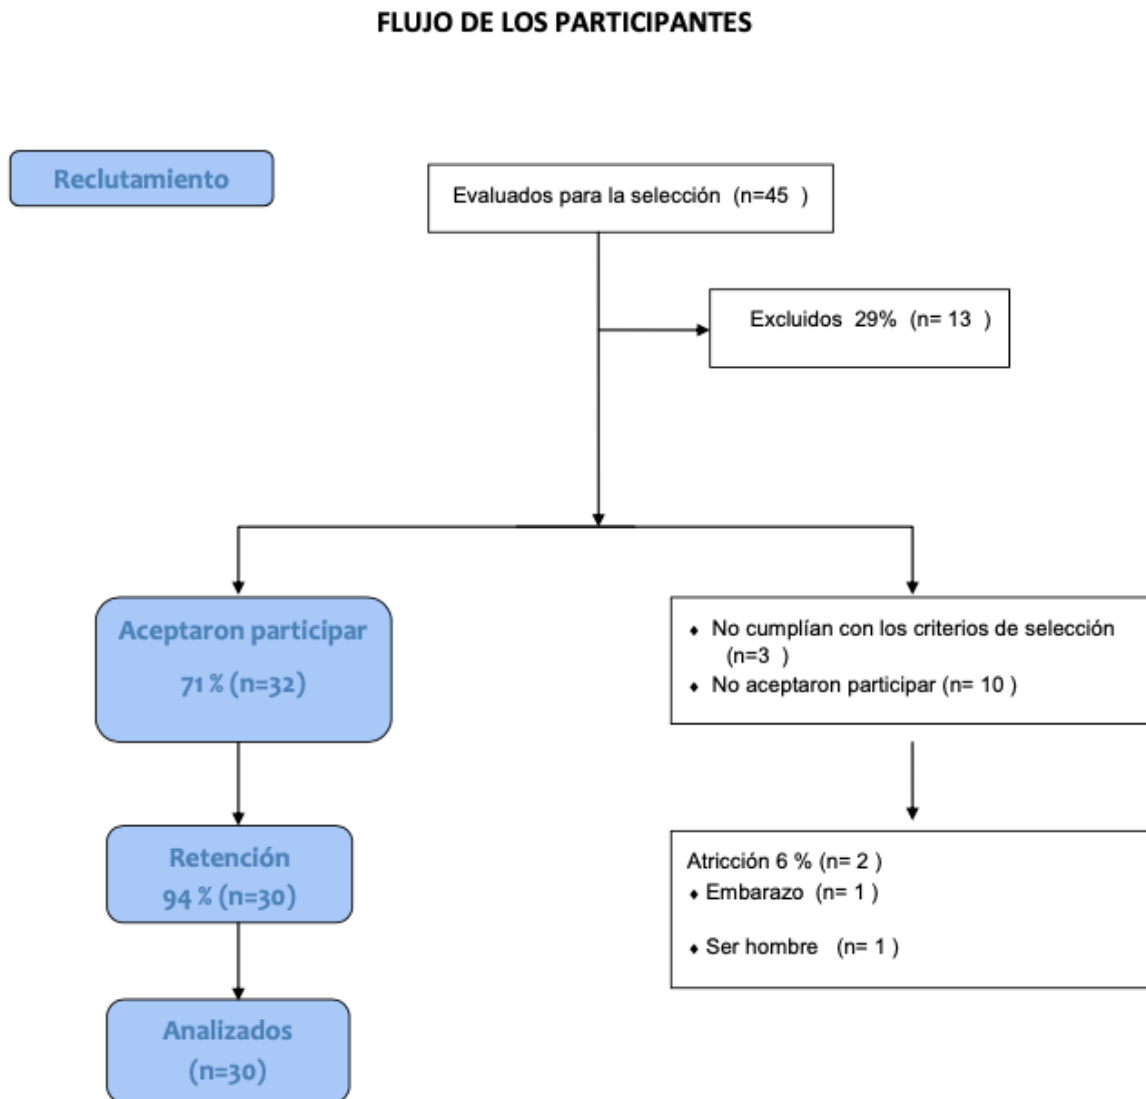 FLUJO DE LOS PARTICIPANTES
Reclutamiento
Evaluados para la selección (n=45 )
Excluidos 29% (n= 13 )
Aceptaron participar
71 % (n=32)
♦ No cumplían con los criterios de selección
(n=3 )
♦ No aceptaron participar (n= 10 )
Retención
94 % (n=30)
Atricción 6 % (n= 2 )
♦ Embarazo (n= 1 )
♦ Ser hombre (n= 1 )
Analizados
(n=30)